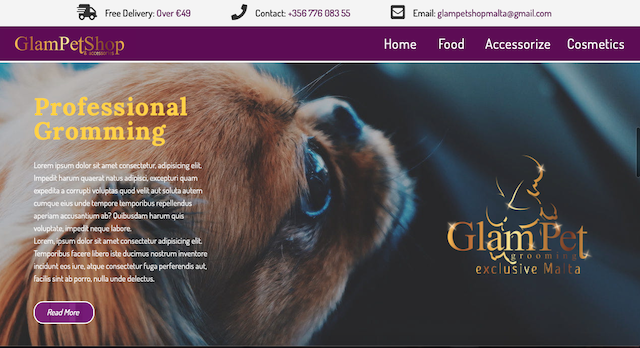 Free Delivery: Over €49
Contact: +356 776 083 55
Email: glampetshopmalta@gmail.com
GlamPetShop
& accessories
Home Food Accessorize Cosmetics
Professional
Gromming
Lorem ipsum dolor sit amet consectetur, adipisicing elit.
Impedit harum quaerat natus adipisci, excepturi quam
expedita a corrupti voluptas quod velit aut soluta autem
cumque eius unde tempore temporibus repellendus
aperiam accusantium ab? Quibusdam harum quis
voluptate, impedit neque labore.
Lorem, ipsum dolor sit amet consectetur adipisicing elit.
Temporibus facere libero iste ducimus nostrum inventore
incidunt eos iure, atque consectetur fuga perferendis aut,
facilis sint ab porro, nulla unde delectus.
Read More
Glam Pet
grooming
exclusive Malta